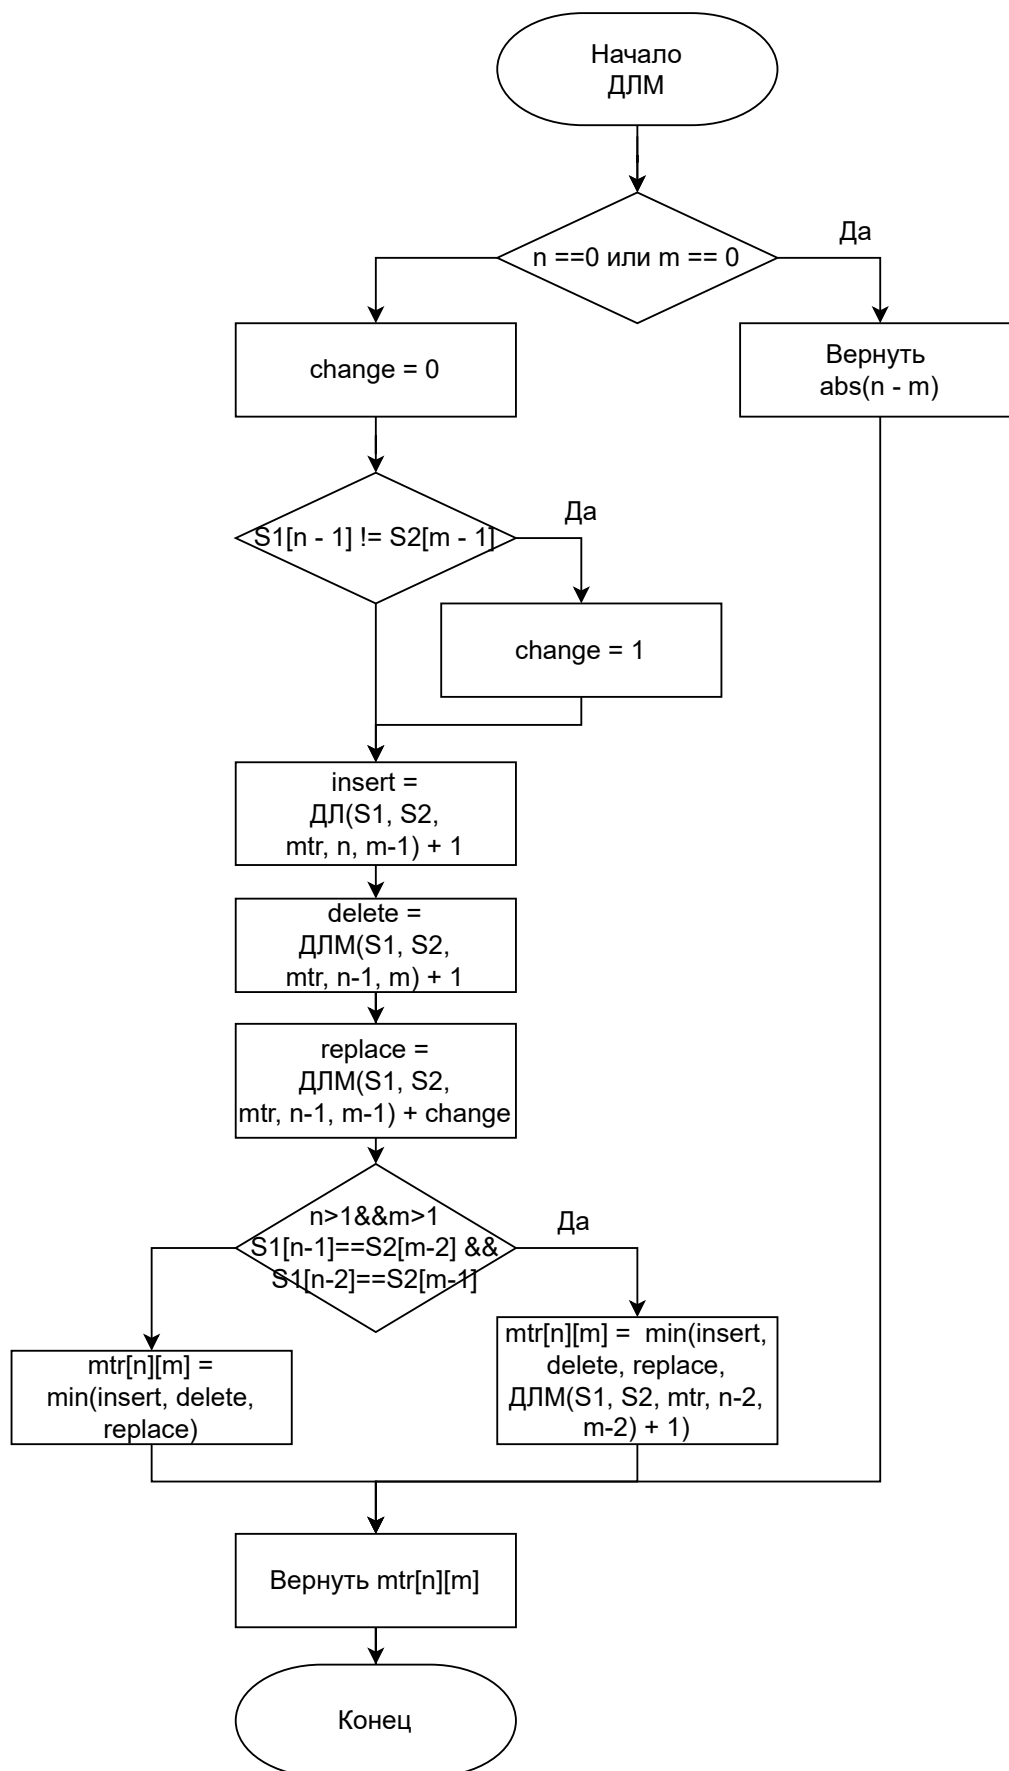 Начало
ДЛМ
n ==0 или m == 0
Да
change = 0
Вернуть
abs(n - m)
S1[n - 1] != S2[m - 1]
Да
change = 1
insert =
ДЛ(S1, S2,
mtr, n, m-1) + 1
delete =
ДЛМ(S1, S2,
mtr, n-1, m) + 1
replace =
ДЛМ(S1, S2,
mtr, n-1, m-1) + change
n>1&&m>1
S1[n-1]==S2[m-2] &&
S1[n-2]==S2[m-1]
Да
mtr[n][m] =
min(insert, delete,
replace)
mtr[n][m] =  min(insert,
delete, replace,
ДЛМ(S1, S2, mtr, n-2,
m-2) + 1)
Вернуть mtr[n][m]
Конец